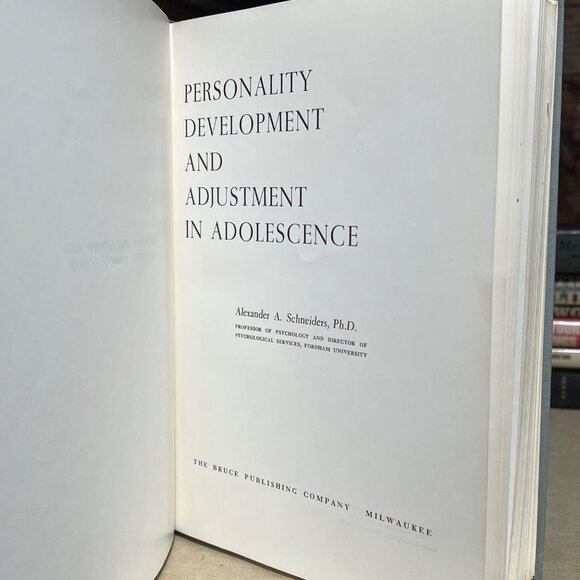 PERSONALITY
DEVELOPMENT
AND
ADJUSTMENT
IN ADOLESCENCE
Alexander A. Schneiders, Ph.D.
PROFESSOR OF PSYCHOLOGY AND DIRECTOR OF
PSYCHOLOGICAL SERVICES, FORDHAM UNIVERSITY
THE BRUCE PUBLISHING COMPANY MILWAUKEE